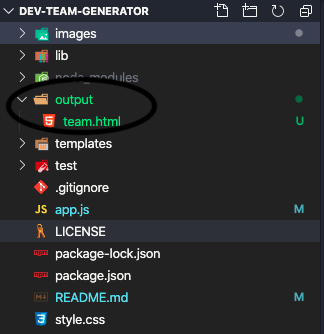 DEV-TEAM-GENERATOR
images
lib
node_modules
output
team.html U
templates
test
.gitignore
JS app.js M
LICENSE
package-lock.json
package.json
README.md M
style.css